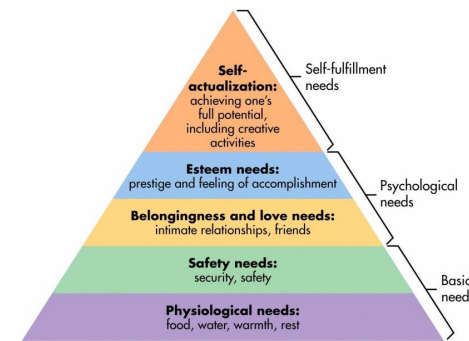 Self-
actualization:
achieving one's
full potential,
including creative
activities
Self-fulfillment
needs
Esteem needs:
prestige and feeling of accomplishment
Psychological
needs
Belongingness and love needs:
intimate relationships, friends
Safety needs:
security, safety
Basic
Physiological needs:
food, water, warmth, rest